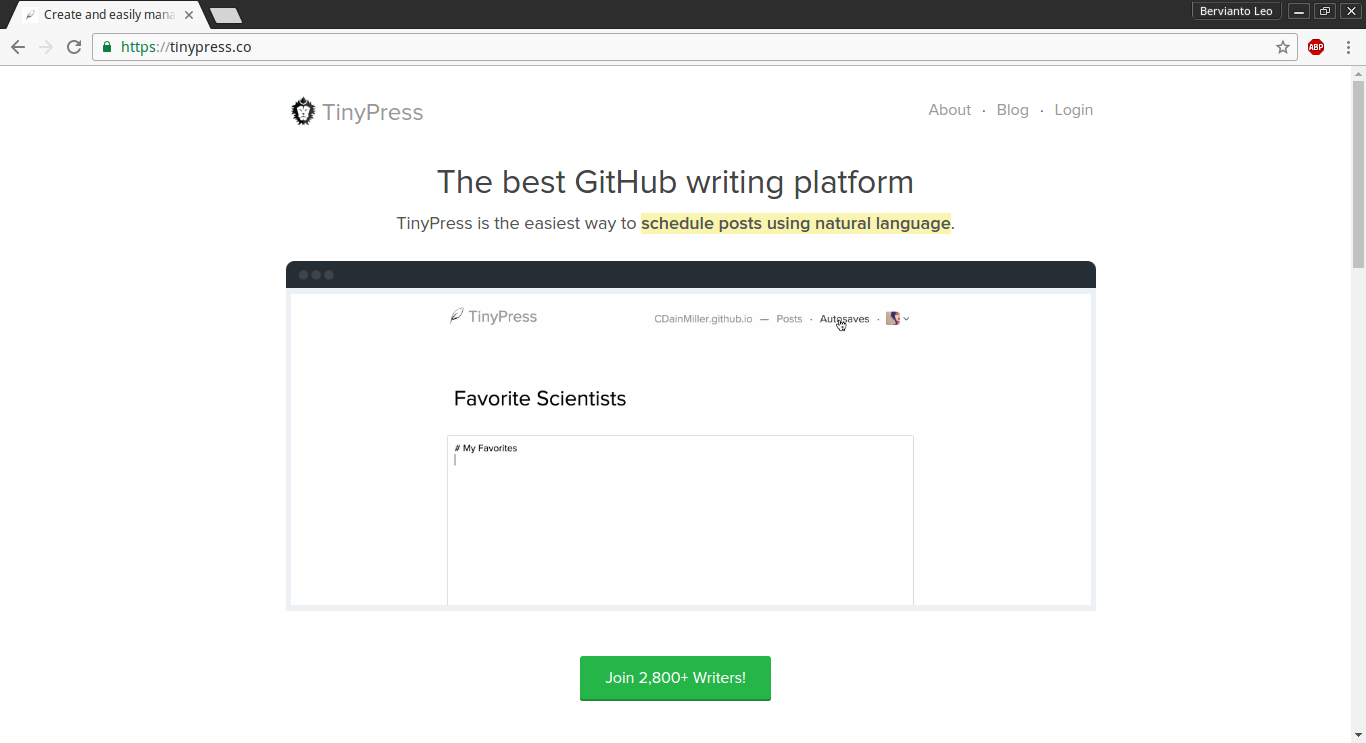 Create and easily mana
Bervianto Leo
https://tinypress.co
ABP
TinyPress
About · Blog · Login
The best GitHub writing platform
TinyPress is the easiest way to schedule posts using natural language.
TinyPress
CDainMiller.github.io — Posts · Autosaves ·
Favorite Scientists
# My Favorites
Join 2,800+ Writers!